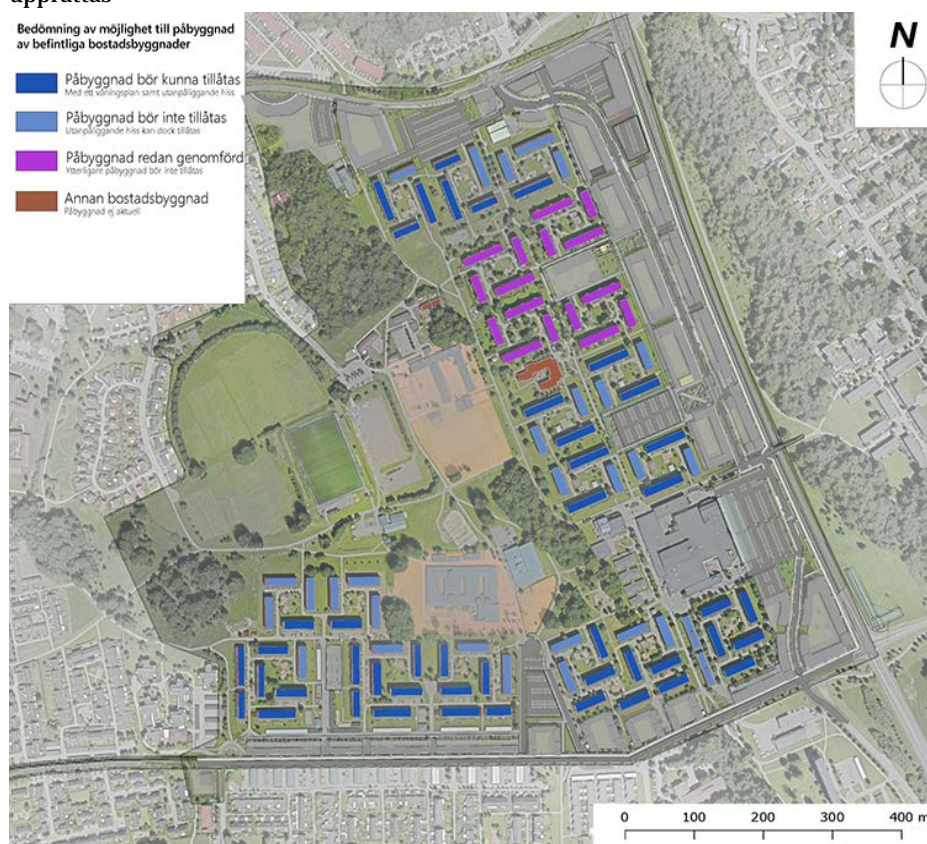 upprättas
Bedömning av möjlighet till påbyggnad
av befintliga bostadsbyggnader
Påbyggnad bör kunna tillåtas
Med ett våningsplan samt utanpåliggande hiss
Påbyggnad bör inte tillåtas
Utanpåliggande hiss kan dock tillåtas
Påbyggnad redan genomförd
Ytterligare påbyggnad bör inte tillåtas
Annan bostadsbyggnad
Påbyggnad ej aktuell
N
0 100 200 300 400 m